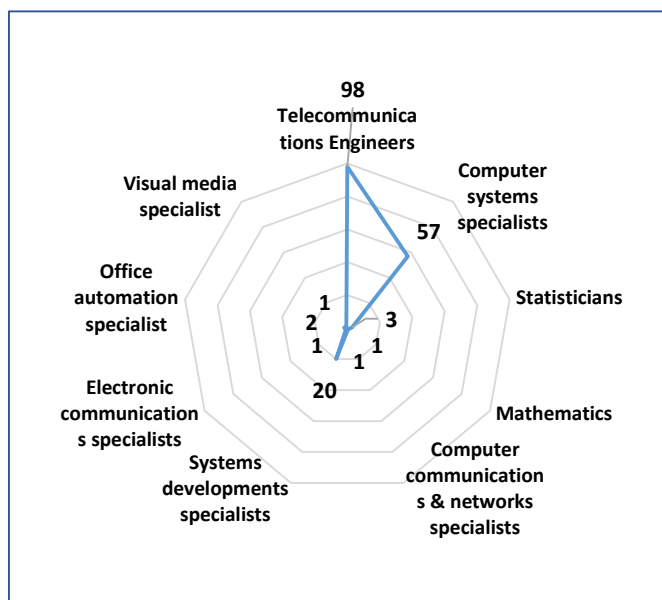 98
Telecommunica
tions Engineers
Computer
systems
specialists
57
Statisticians
3
Mathematics
1
Computer
communication
s & networks
specialists
1
Systems
developments
specialists
20
Electronic
communication
s specialists
1
Office
automation
specialist
2
Visual media
specialist
1